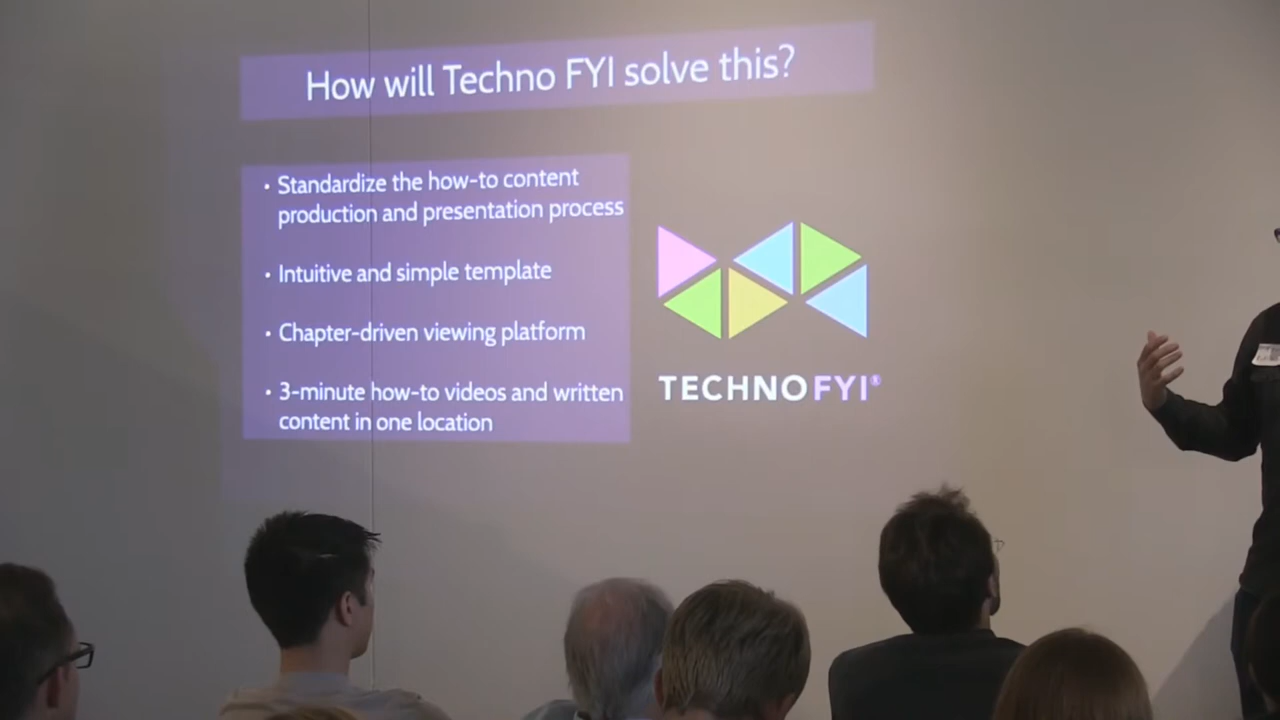 How will Techno FYI solve this?
• Standardize the how-to content
production and presentation process
• Intuitive and simple template
• Chapter-driven viewing platform
• 3-minute how-to videos and written
content in one location
TECHNOFYI®